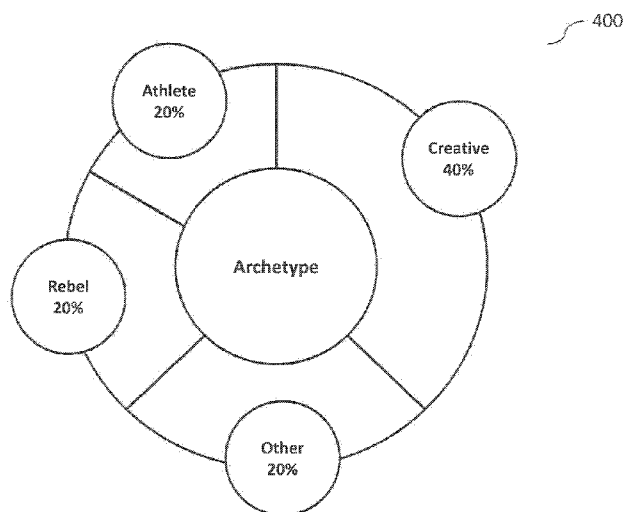 400
Athlete
20%
Creative
40%
Archetype
Rebel
20%
Other
20%